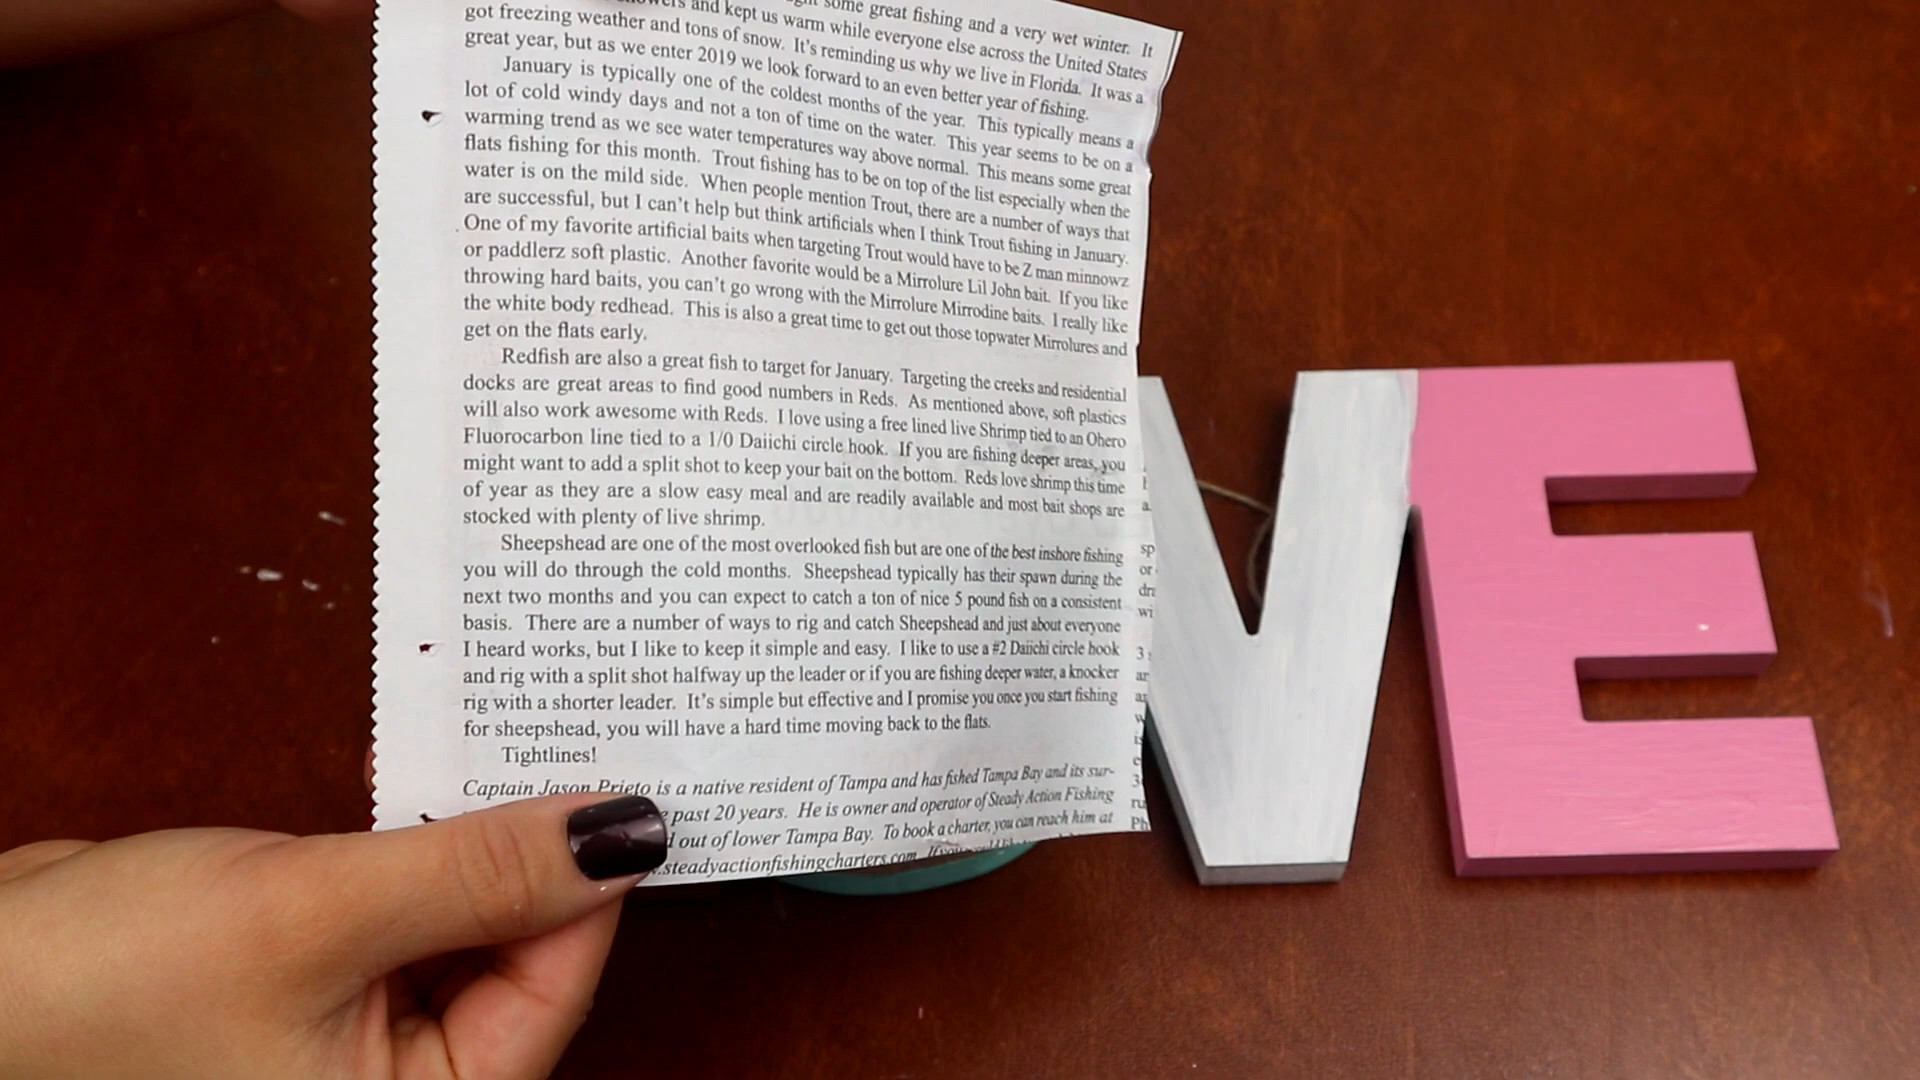 some great fishing and a very wet winter. It
and kept us warm while everyone else across the United States
got freezing weather and tons of snow. It's reminding us why we live in Florida. It was a
great year, but as we enter 2019 we look forward to an even better year of fishing.
January is typically one of the coldest months of the year. This typically means a
lot of cold windy days and not a ton of time on the water. This year seems to be on a
warming trend as we see water temperatures way above normal. This means some great
flats fishing for this month. Trout fishing has to be on top of the list especially when the
water is on the mild side. When people mention Trout, there are a number of ways that
are successful, but I can't help but think artificials when I think Trout fishing in January.
One of my favorite artificial baits when targeting Trout would have to be Z man minnowz
or paddlerz soft plastic. Another favorite would be a Mirrolure Lil John bait. If you like
throwing hard baits, you can't go wrong with the Mirrolure Mirrodine baits. I really like
the white body redhead. This is also a great time to get out those topwater Mirrolures and
get on the flats early.
Redfish are also a great fish to target for January. Targeting the creeks and residential
docks are great areas to find good numbers in Reds. As mentioned above, soft plastics
will also work awesome with Reds. I love using a free lined live Shrimp tied to an Ohero
Fluorocarbon line tied to a 1/0 Daiichi circle hook. If you are fishing deeper areas, you
might want to add a split shot to keep your bait on the bottom. Reds love shrimp this time
of year as they are a slow easy meal and are readily available and most bait shops are
stocked with plenty of live shrimp.
Sheepshead are one of the most overlooked fish but are one of the best inshore fishing
you will do through the cold months. Sheepshead typically has their spawn during the
next two months and you can expect to catch a ton of nice 5 pound fish on a consistent
basis. There are a number of ways to rig and catch Sheepshead and just about everyone
I heard works, but I like to keep it simple and easy. I like to use a #2 Daiichi circle hook
and rig with a split shot halfway up the leader or if you are fishing deeper water, a knocker
rig with a shorter leader. It's simple but effective and I promise you once you start fishing
for sheepshead, you will have a hard time moving back to the flats.
Tightlines!
Captain Jason Prieto is a native resident of Tampa and has fished Tampa Bay and its sur-
past 20 years. He is owner and operator of Steady Action Fishing
out of lower Tampa Bay. To book a charter, you can reach him at
.steadyactionfishingcharters.com.
VE